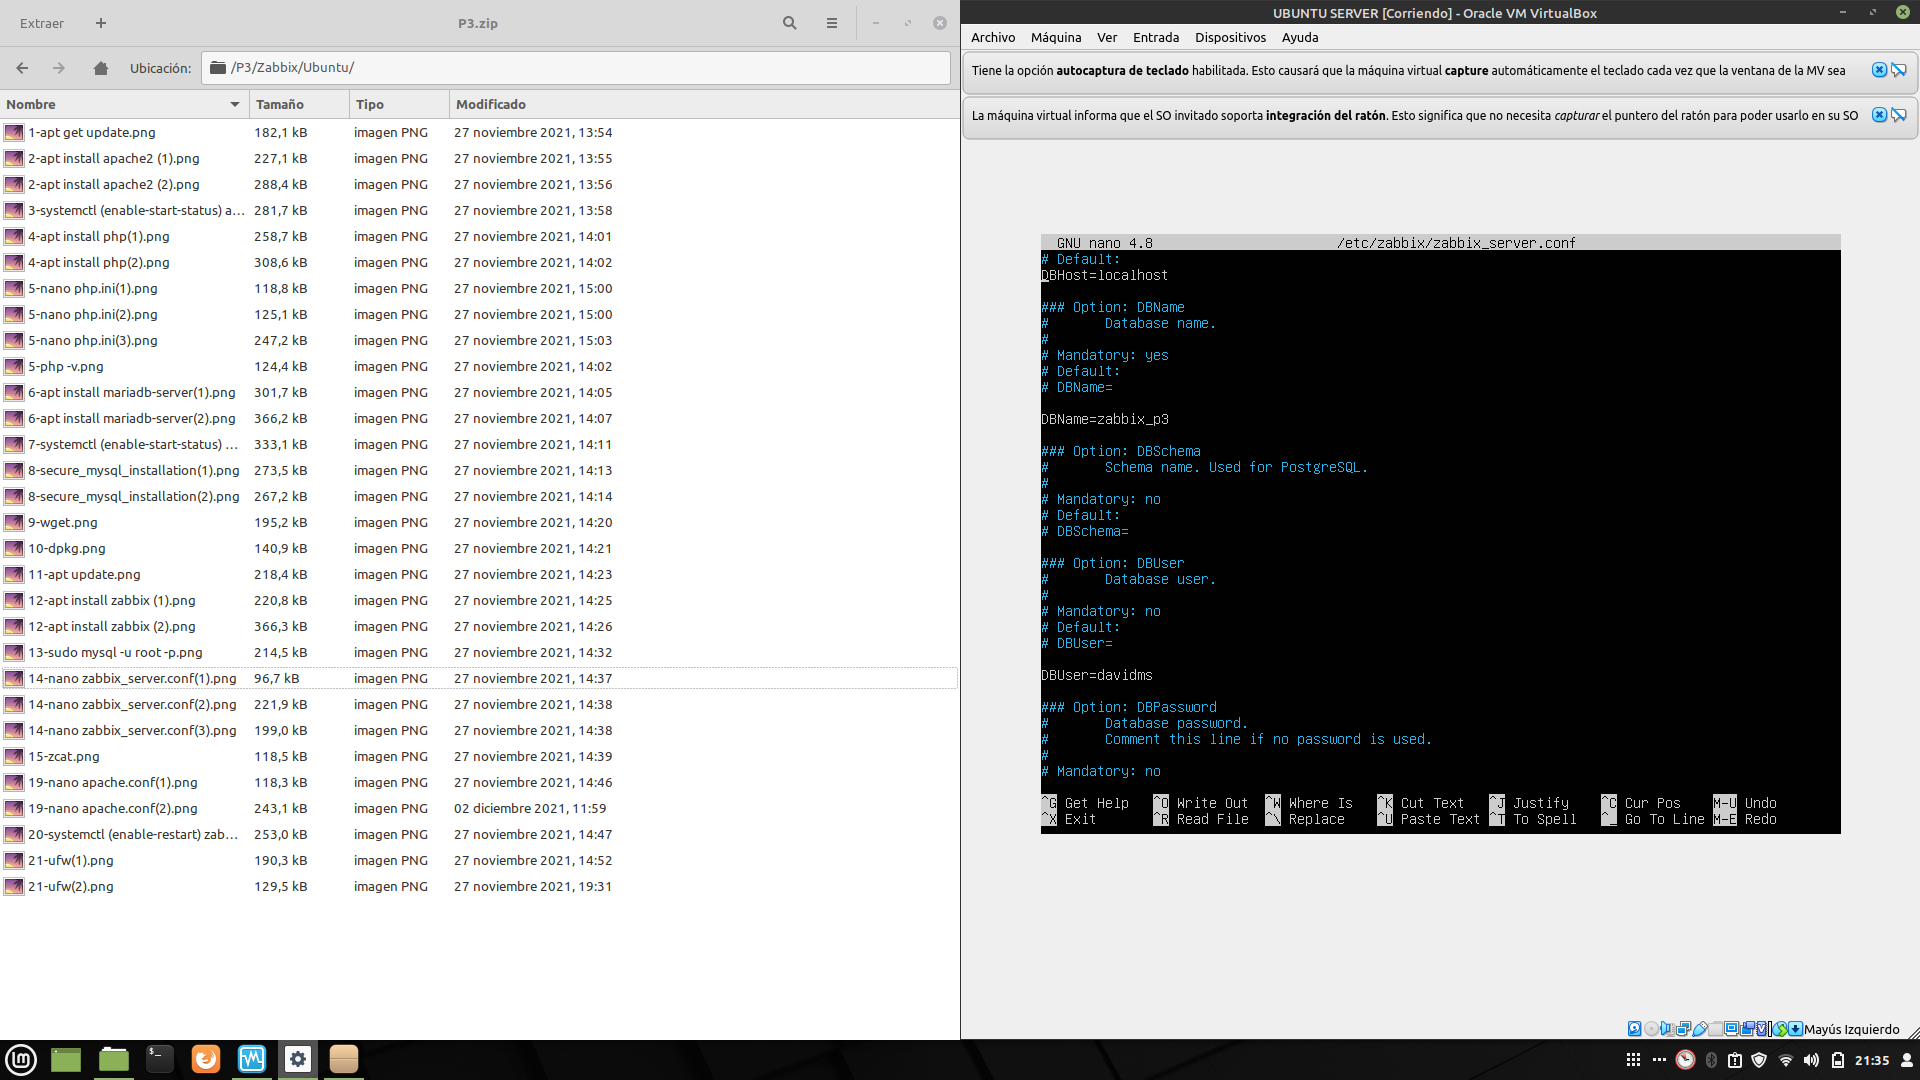 Extraer + P3.zip
Ubicación: /P3/Zabbix/Ubuntu/
Nombre Tamaño Tipo Modificado
1-apt get update.png 182,1 kB imagen PNG 27 noviembre 2021, 13:54
2-apt install apache2 (1).png 227,1 kB imagen PNG 27 noviembre 2021, 13:55
2-apt install apache2 (2).png 288,4 kB imagen PNG 27 noviembre 2021, 13:56
3-systemctl (enable-start-status) a... 281,7 kB imagen PNG 27 noviembre 2021, 13:58
4-apt install php(1).png 258,7 kB imagen PNG 27 noviembre 2021, 14:01
4-apt install php(2).png 308,6 kB imagen PNG 27 noviembre 2021, 14:02
5-nano php.ini(1).png 118,8 kB imagen PNG 27 noviembre 2021, 15:00
5-nano php.ini(2).png 125,1 kB imagen PNG 27 noviembre 2021, 15:00
5-nano php.ini(3).png 247,2 kB imagen PNG 27 noviembre 2021, 15:03
5-php -v.png 124,4 kB imagen PNG 27 noviembre 2021, 14:02
6-apt install mariadb-server(1).png 301,7 kB imagen PNG 27 noviembre 2021, 14:05
6-apt install mariadb-server(2).png 366,2 kB imagen PNG 27 noviembre 2021, 14:07
7-systemctl (enable-start-status) ... 333,1 kB imagen PNG 27 noviembre 2021, 14:11
8-secure_mysql_installation(1).png 273,5 kB imagen PNG 27 noviembre 2021, 14:13
8-secure_mysql_installation(2).png 267,2 kB imagen PNG 27 noviembre 2021, 14:14
9-wget.png 195,2 kB imagen PNG 27 noviembre 2021, 14:20
10-dpkg.png 140,9 kB imagen PNG 27 noviembre 2021, 14:21
11-apt update.png 218,4 kB imagen PNG 27 noviembre 2021, 14:23
12-apt install zabbix (1).png 220,8 kB imagen PNG 27 noviembre 2021, 14:25
12-apt install zabbix (2).png 366,3 kB imagen PNG 27 noviembre 2021, 14:26
13-sudo mysql -u root -p.png 214,5 kB imagen PNG 27 noviembre 2021, 14:32
14-nano zabbix_server.conf(1).png 96,7 kB imagen PNG 27 noviembre 2021, 14:37
14-nano zabbix_server.conf(2).png 221,9 kB imagen PNG 27 noviembre 2021, 14:38
14-nano zabbix_server.conf(3).png 199,0 kB imagen PNG 27 noviembre 2021, 14:38
15-zcat.png 118,5 kB imagen PNG 27 noviembre 2021, 14:39
19-nano apache.conf(1).png 118,3 kB imagen PNG 27 noviembre 2021, 14:46
19-nano apache.conf(2).png 243,1 kB imagen PNG 02 diciembre 2021, 11:59
20-systemctl (enable-restart) zab... 253,0 kB imagen PNG 27 noviembre 2021, 14:47
21-ufw(1).png 190,3 kB imagen PNG 27 noviembre 2021, 14:52
21-ufw(2).png 129,5 kB imagen PNG 27 noviembre 2021, 19:31
UBUNTU SERVER [Corriendo] - Oracle VM VirtualBox
Archivo Máquina Ver Entrada Dispositivos Ayuda
Tiene la opción autocaptura de teclado habilitada. Esto causará que la máquina virtual capture automáticamente el teclado cada vez que la ventana de la MV sea
La máquina virtual informa que el SO invitado soporta integración del ratón. Esto significa que no necesita capturar el puntero del ratón para poder usarlo en su SO
GNU nano 4.8 /etc/zabbix/zabbix_server.conf
# Default:
DBHost=localhost
### Option: DBName
# Database name.
#
# Mandatory: yes
# Default:
# DBName=
DBName=zabbix_p3
### Option: DBSchema
# Schema name. Used for PostgreSQL.
#
# Mandatory: no
# Default:
# DBSchema=
### Option: DBUser
# Database user.
#
# Mandatory: no
# Default:
# DBUser=
DBUser=davidms
### Option: DBPassword
# Database password.
# Comment this line if no password is used.
#
# Mandatory: no
^G Get Help ^O Write Out ^W Where Is ^K Cut Text ^J Justify ^C Cur Pos M-U Undo
^X Exit ^R Read File ^\ Replace ^U Paste Text ^T To Spell ^_ Go To Line M-E Redo
Mayús Izquierdo
21:35